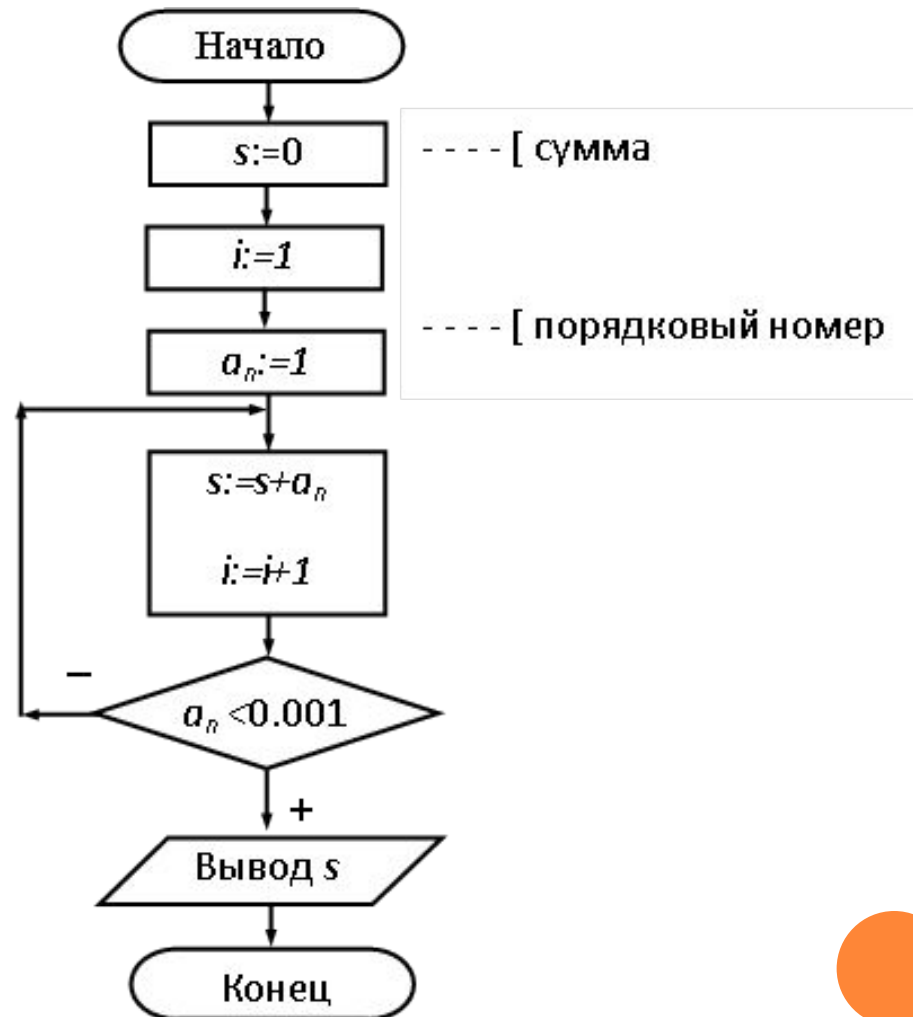 Начало
s:=0
- - - - [ сумма
i:=1
- - - - [ порядковый номер
aₙ:=1
s:=s+aₙ
i:=i+1
–
aₙ <0.001
+
Вывод s
Конец